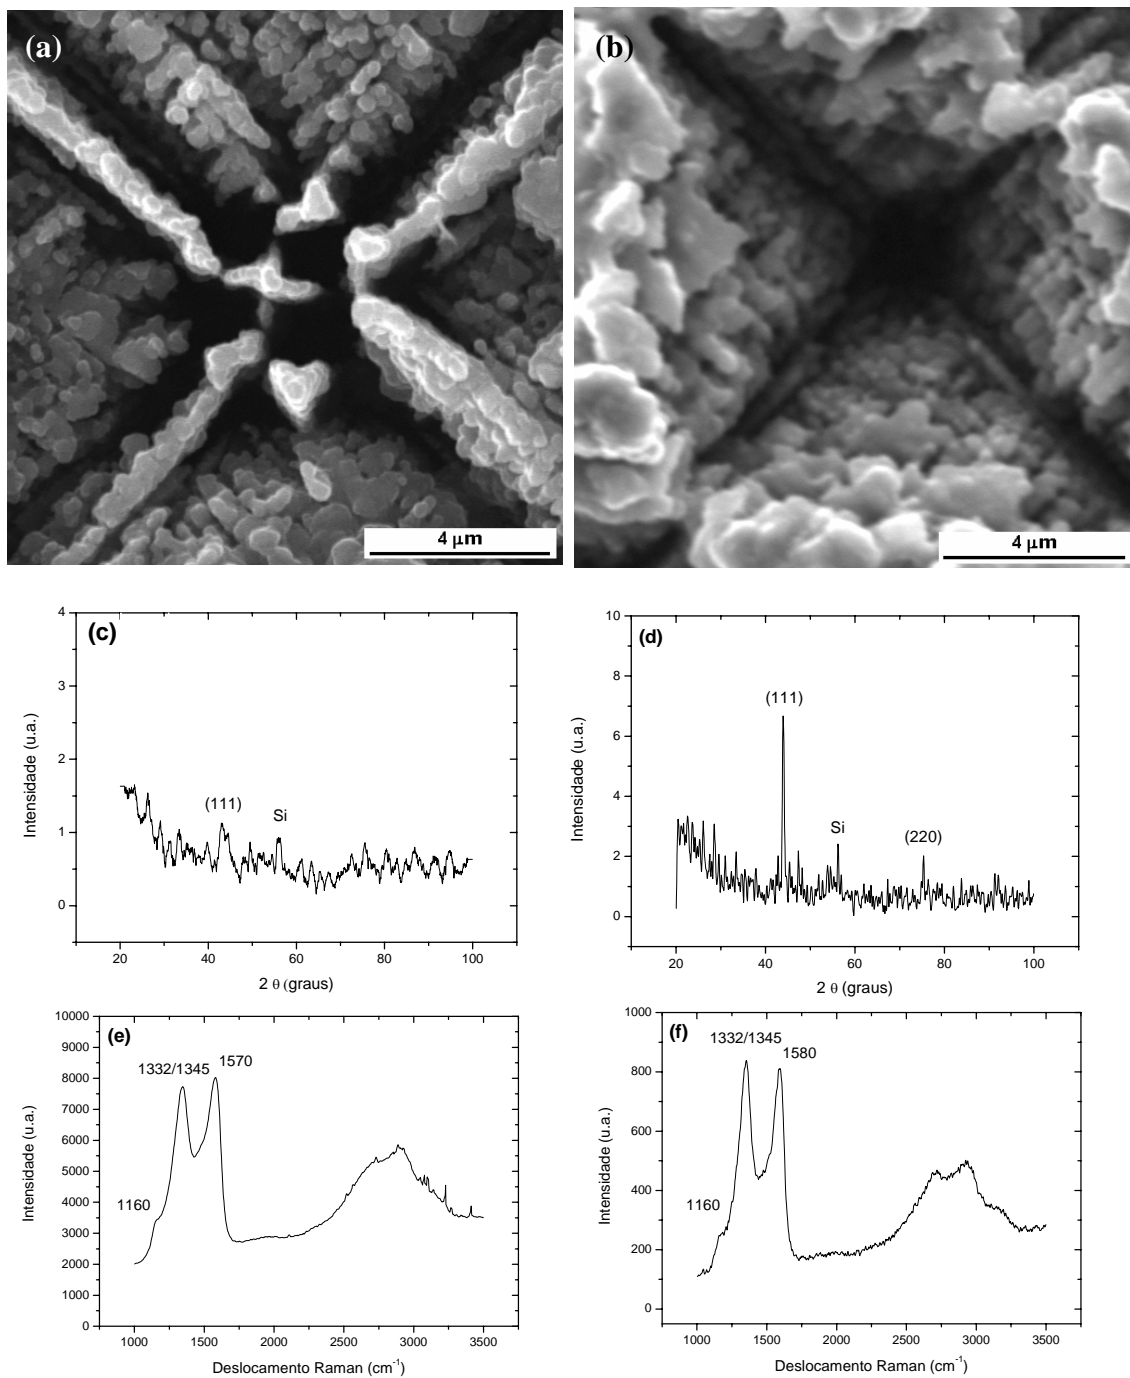 (a)
(b)
4 µm
4 µm
(c)
4
3
2
1
0
(111)
Si
Intensidade (u.a.)
20 40 60 80 100
2 θ (graus)
(d)
10
8
6
4
2
0
(111)
Si
(220)
Intensidade (u.a.)
20 40 60 80 100
2 θ (graus)
(e)
10000
9000
8000
7000
6000
5000
4000
3000
2000
1000
0
1332/1345
1570
1160
Intensidade (u.a.)
1000 1500 2000 2500 3000 3500
Deslocamento Raman (cm⁻¹)
(f)
1000
800
600
400
200
0
1332/1345
1580
1160
Intensidade (u.a.)
1000 1500 2000 2500 3000 3500
Deslocamento Raman (cm⁻¹)